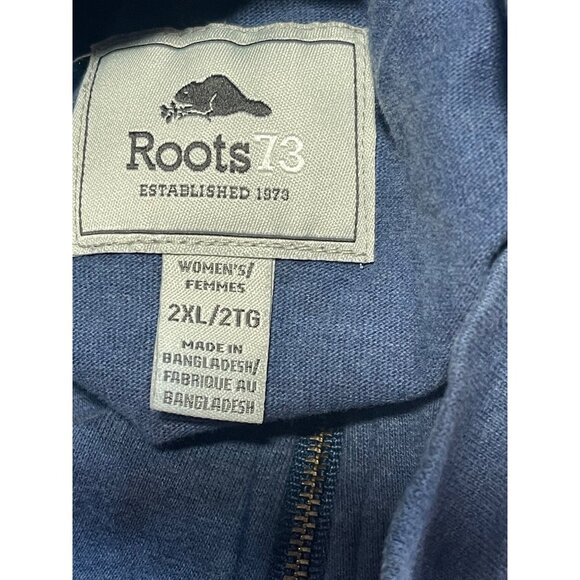 Roots73
ESTABLISHED 1973
WOMEN'S/
FEMMES
2XL/2TG
MADE IN
BANGLADESH/
FABRIQUE AU
BANGLADESH